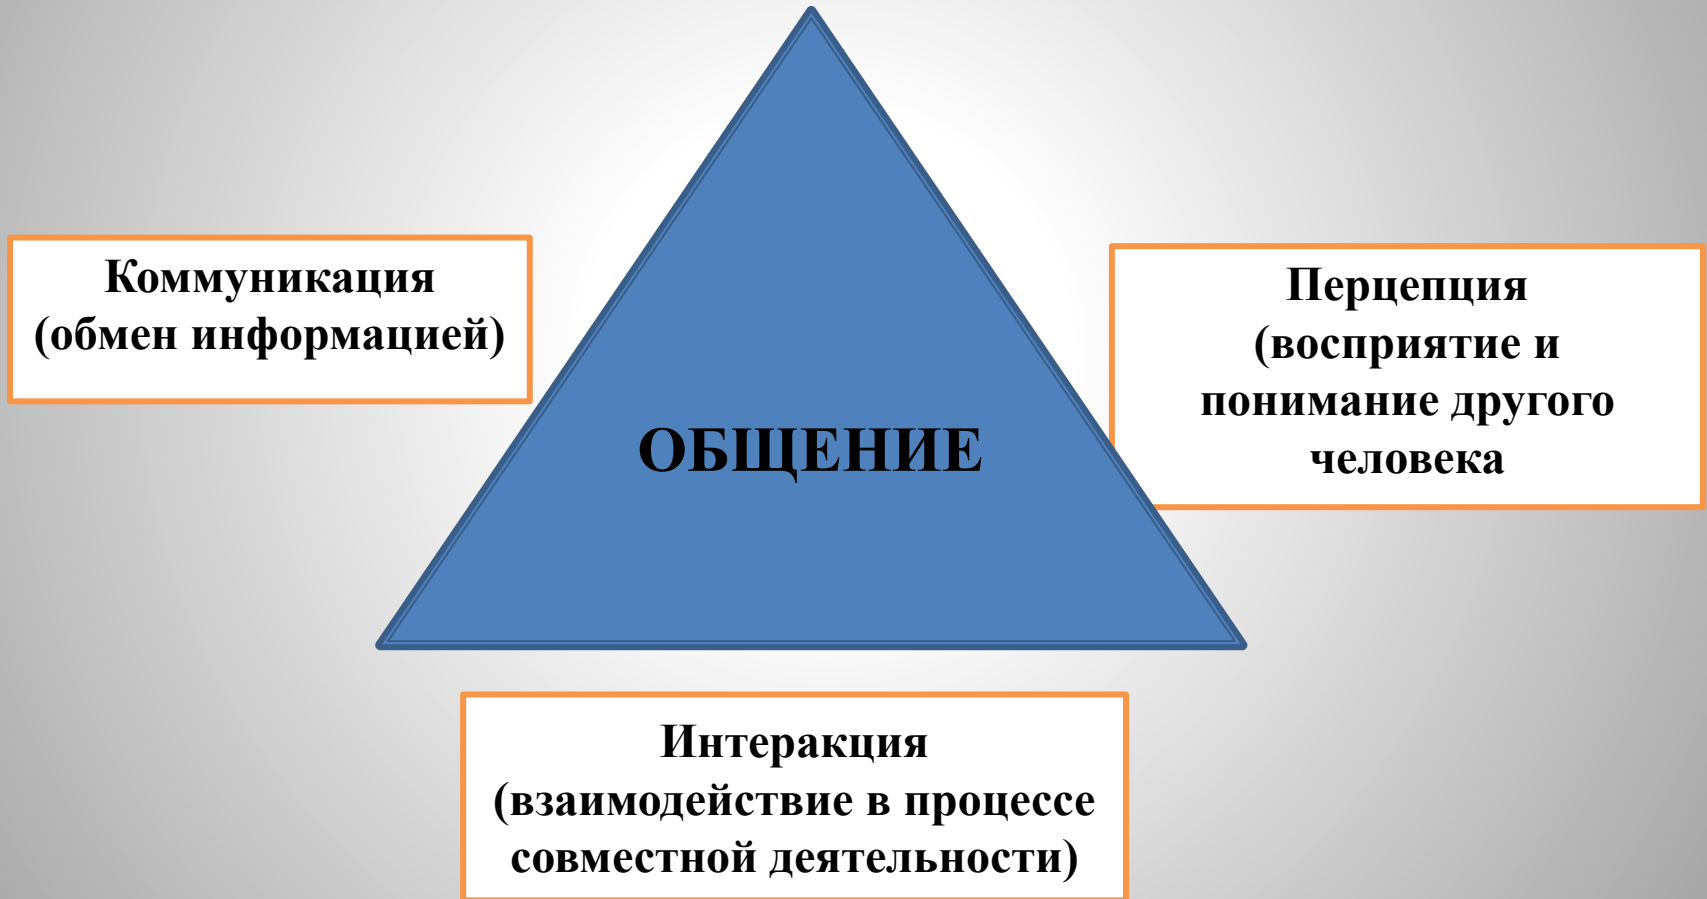 Коммуникация
(обмен информацией)
Перцепция
(восприятие и
понимание другого
человека
ОБЩЕНИЕ
Интеракция
(взаимодействие в процессе
совместной деятельности)